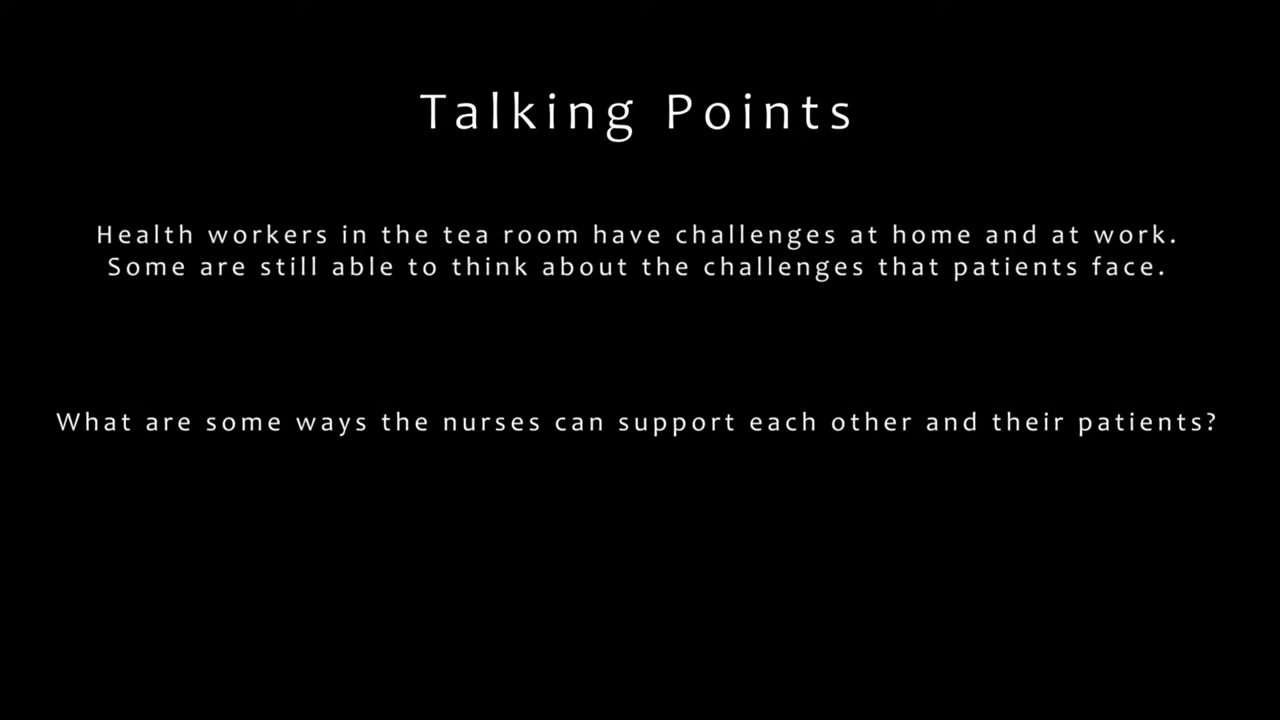 Talking Points
Health workers in the tea room have challenges at home and at work.
Some are still able to think about the challenges that patients face.
What are some ways the nurses can support each other and their patients?